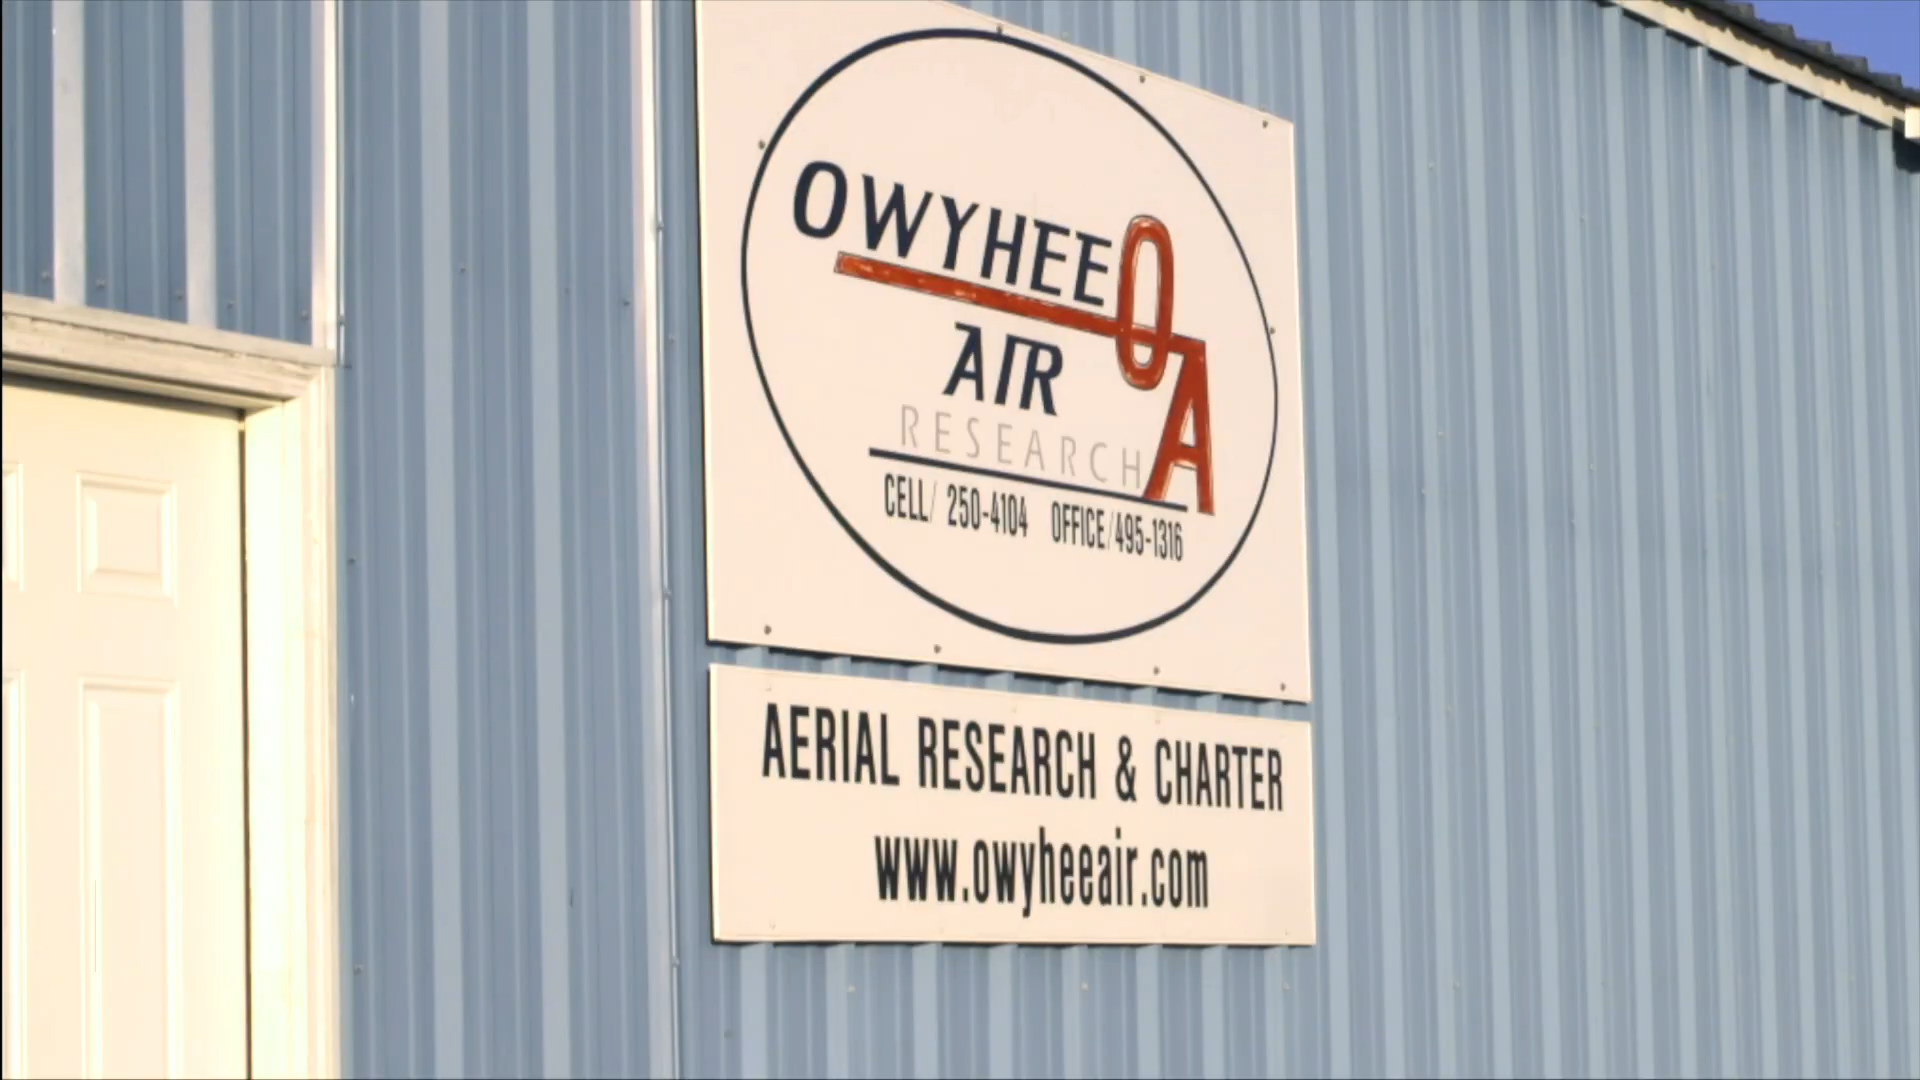 OWYHEE
OA
AIR
RESEARCH
CELL/ 250-4104 OFFICE/495-1316
AERIAL RESEARCH & CHARTER
www.owyheeair.com